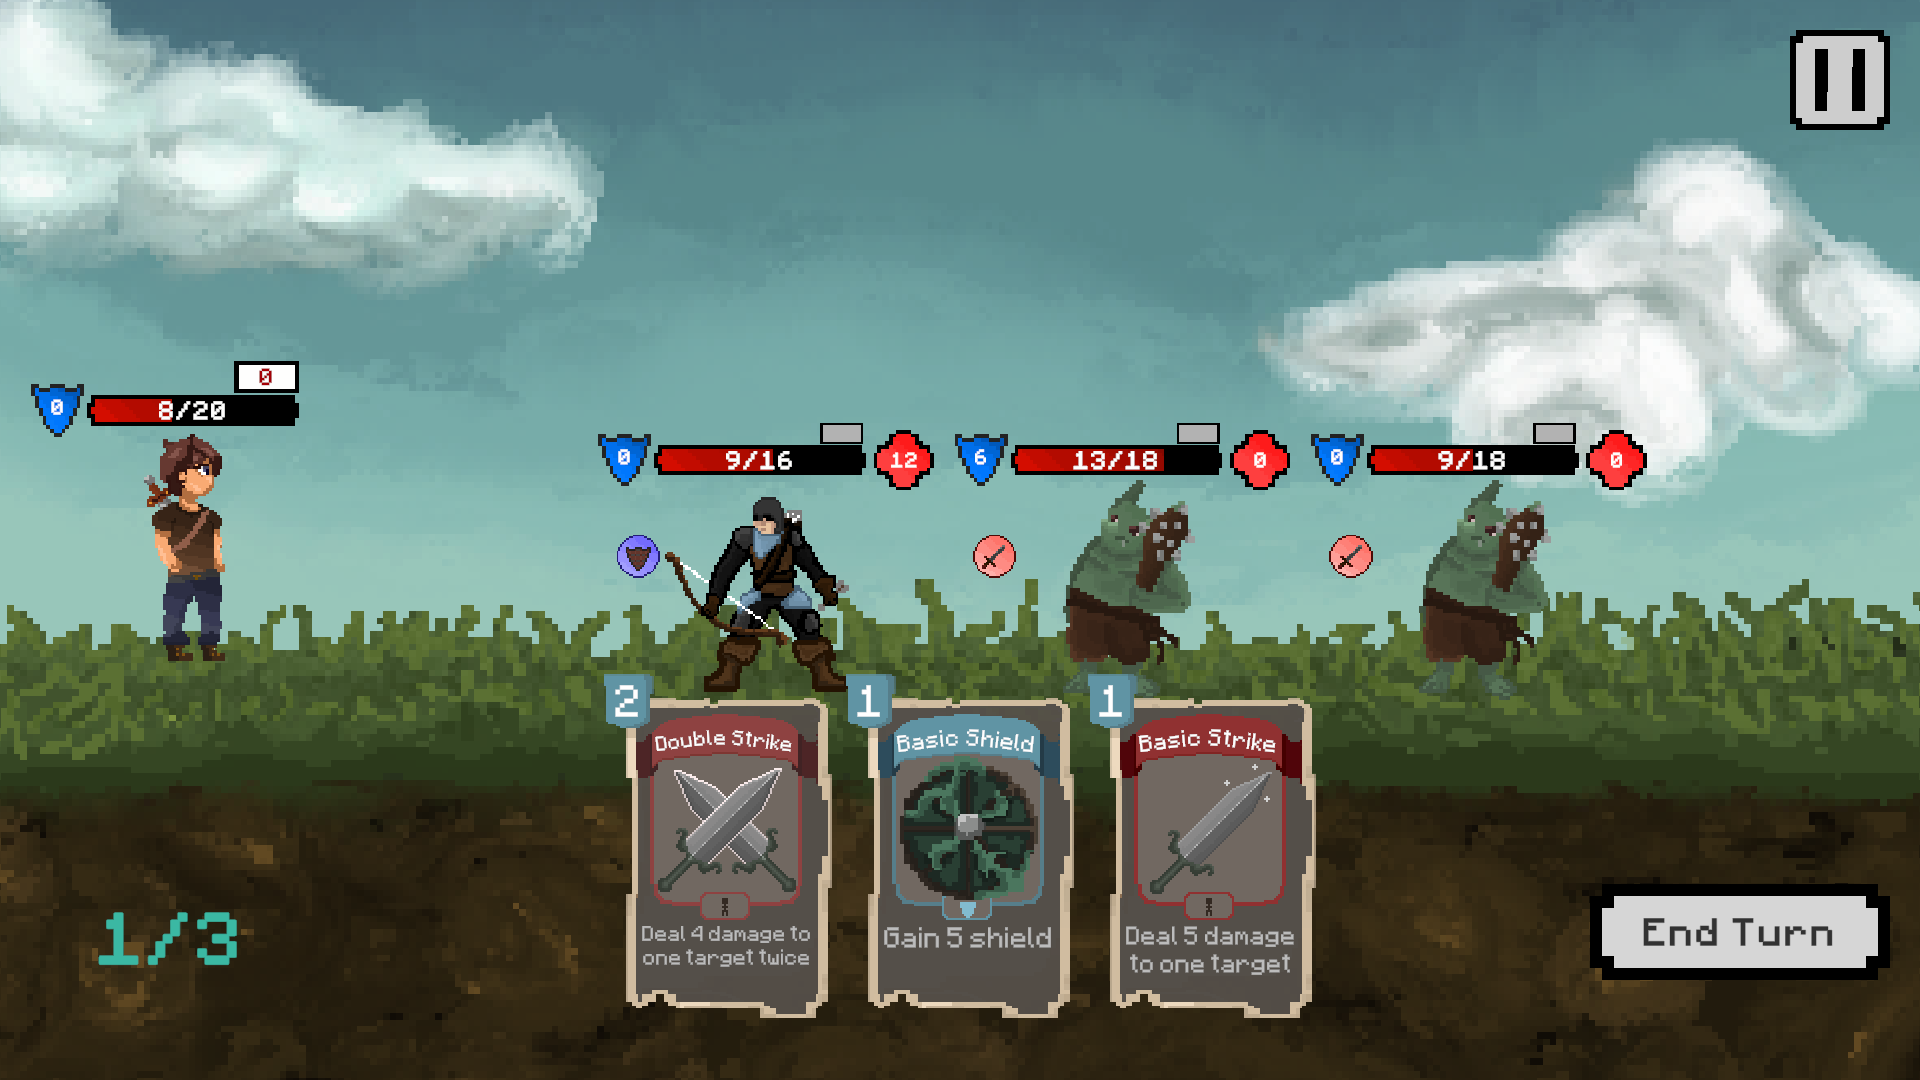 0
0
8/20
0
9/16
12
6
13/18
0
0
9/18
0
2
Double Strike
Deal 4 damage to
one target twice
1
Basic Shield
Gain 5 shield
1
Basic Strike
Deal 5 damage
to one target
1/3
End Turn